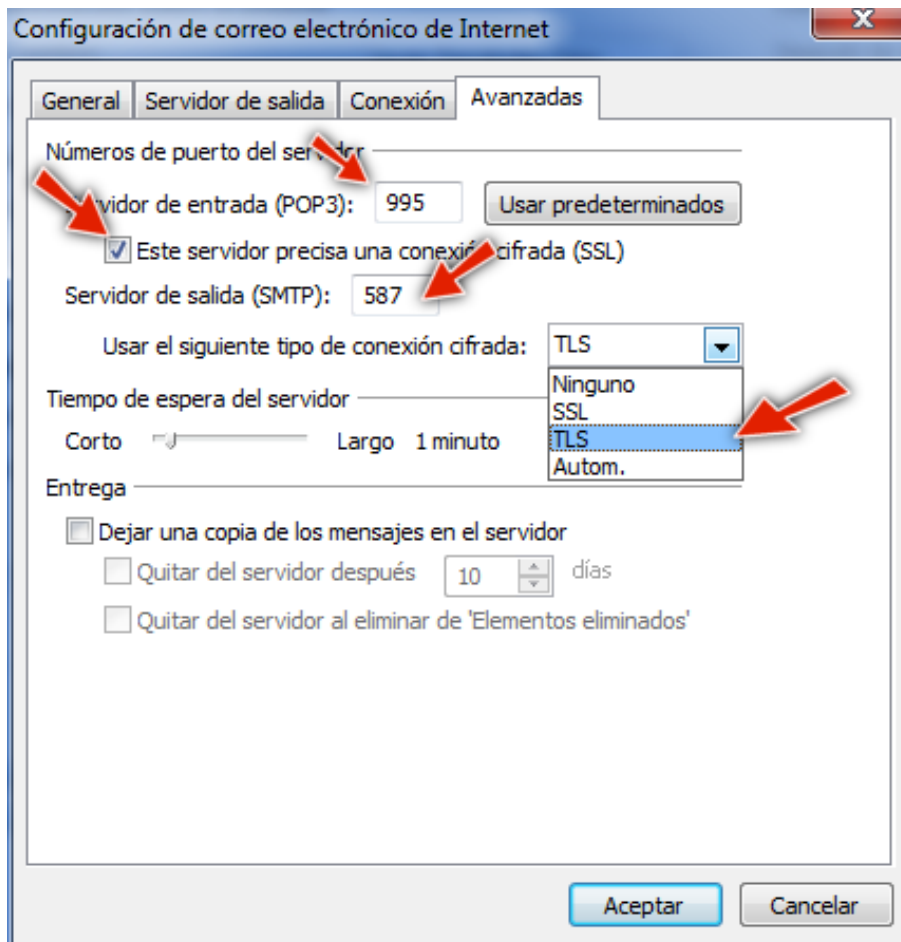 Configuración de correo electrónico de Internet
General Servidor de salida Conexión Avanzadas
Números de puerto del servidor
Servidor de entrada (POP3): 995 Usar predeterminados
Este servidor precisa una conexión cifrada (SSL)
Servidor de salida (SMTP): 587
Usar el siguiente tipo de conexión cifrada: TLS
Ninguno
SSL
TLS
Autom.
Tiempo de espera del servidor
Corto Largo 1 minuto
Entrega
Dejar una copia de los mensajes en el servidor
Quitar del servidor después 10 días
Quitar del servidor al eliminar de 'Elementos eliminados'
Aceptar Cancelar